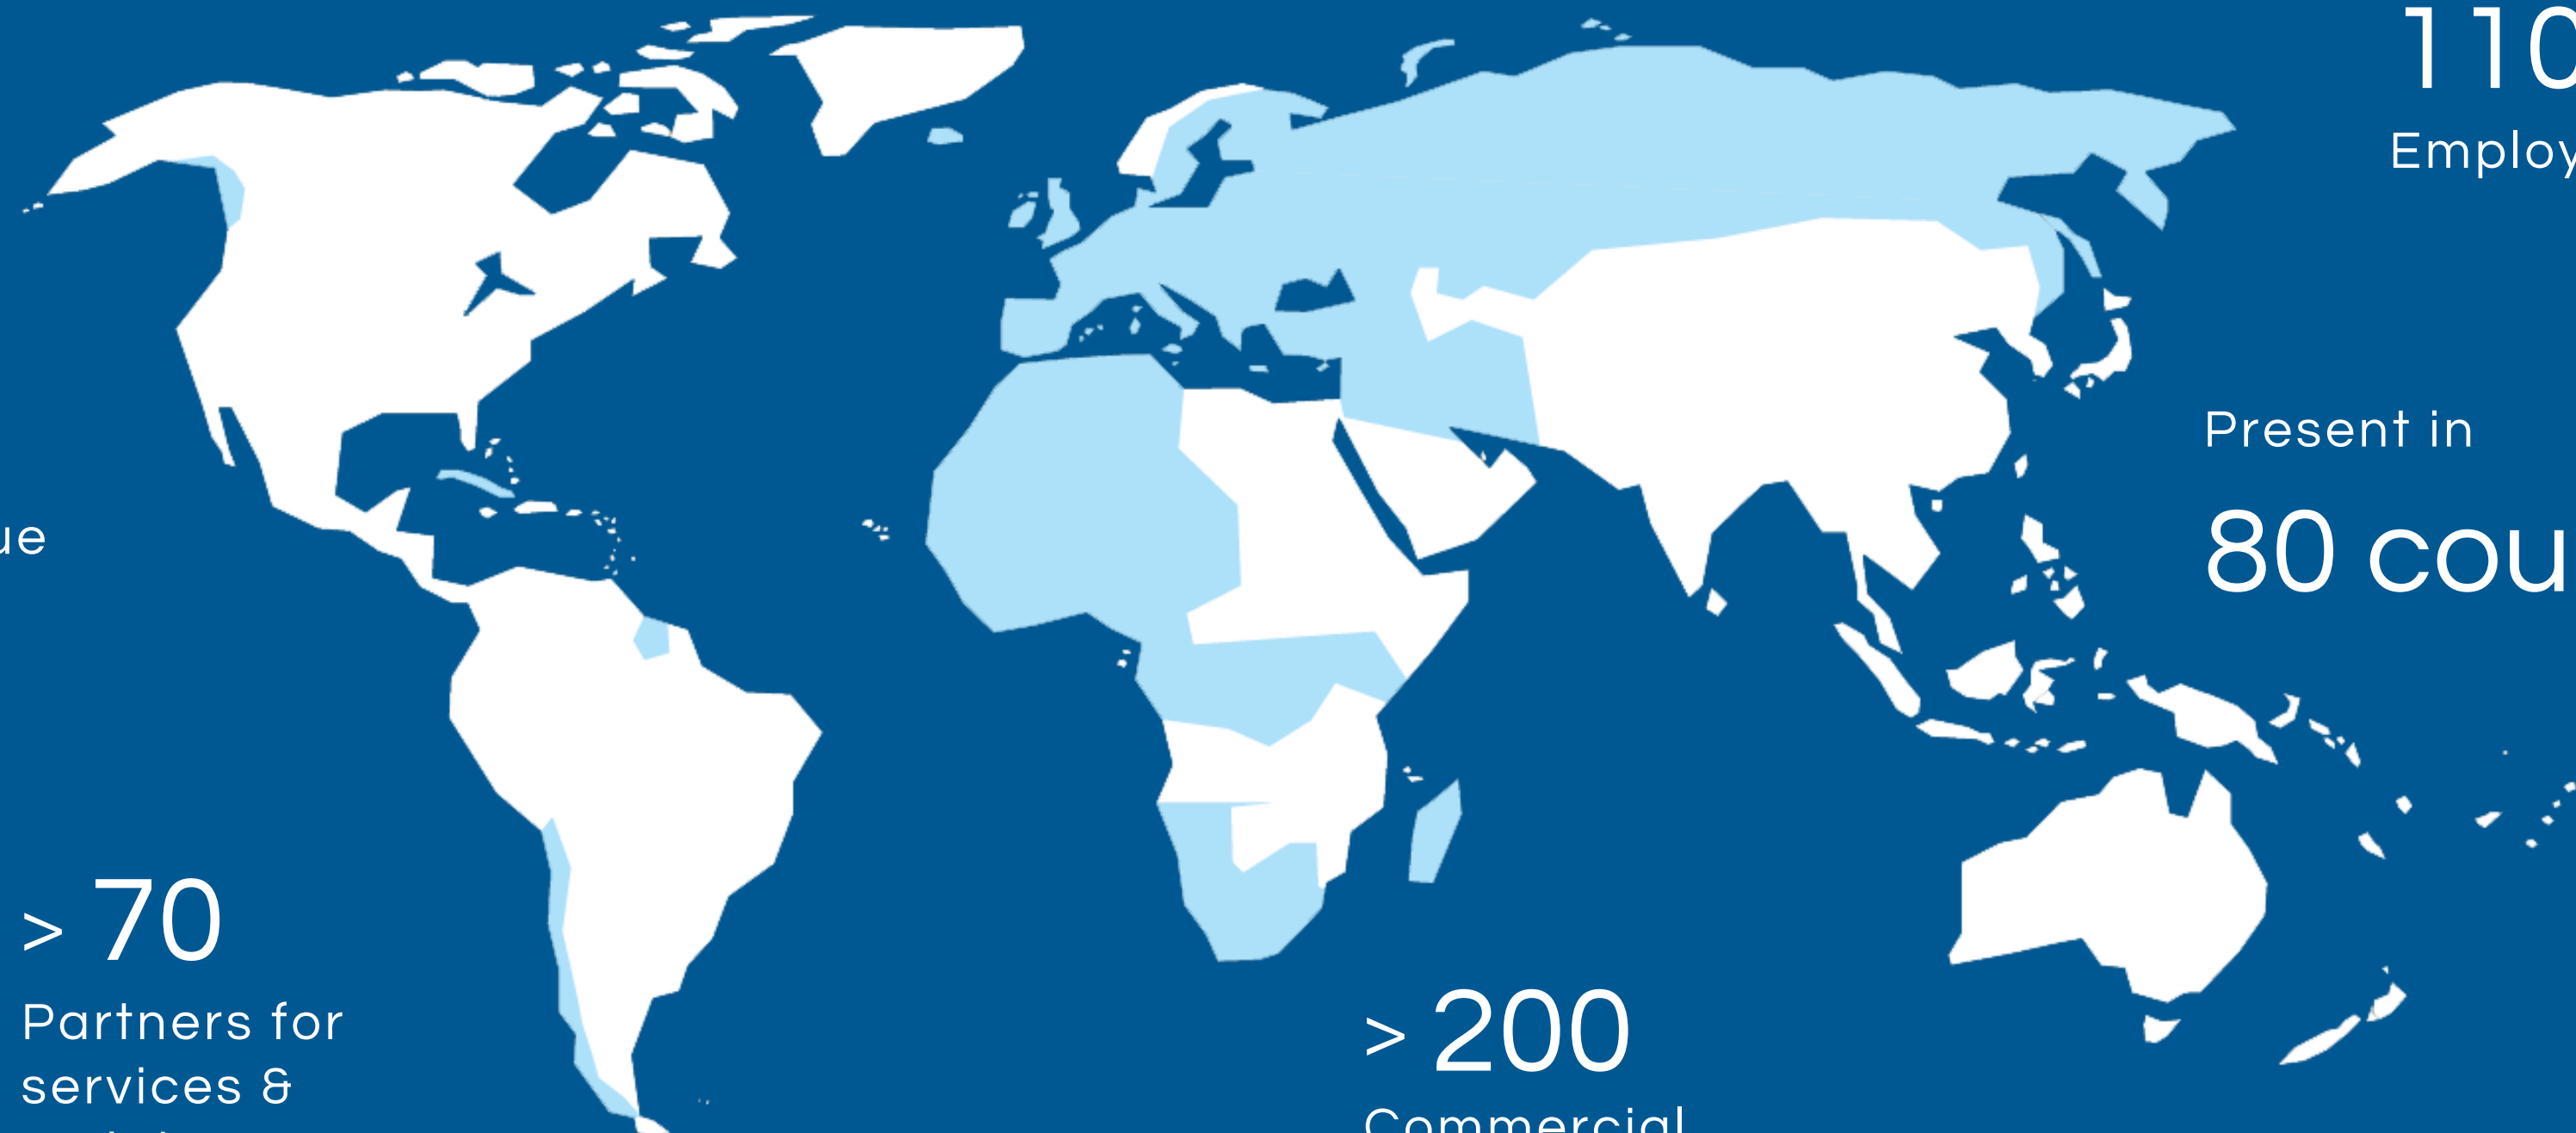 110
Employ
Present in
80 cou
ue
> 70
Partners for
services &
> 200
Commercial